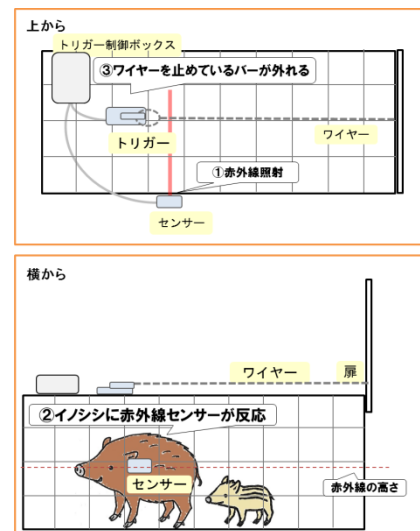 上から
トリガー制御ボックス
③ワイヤーを止めているバーが外れる
ワイヤー
トリガー
①赤外線照射
センサー
横から
ワイヤー
扉
②イノシシに赤外線センサーが反応
センサー
赤外線の高さ